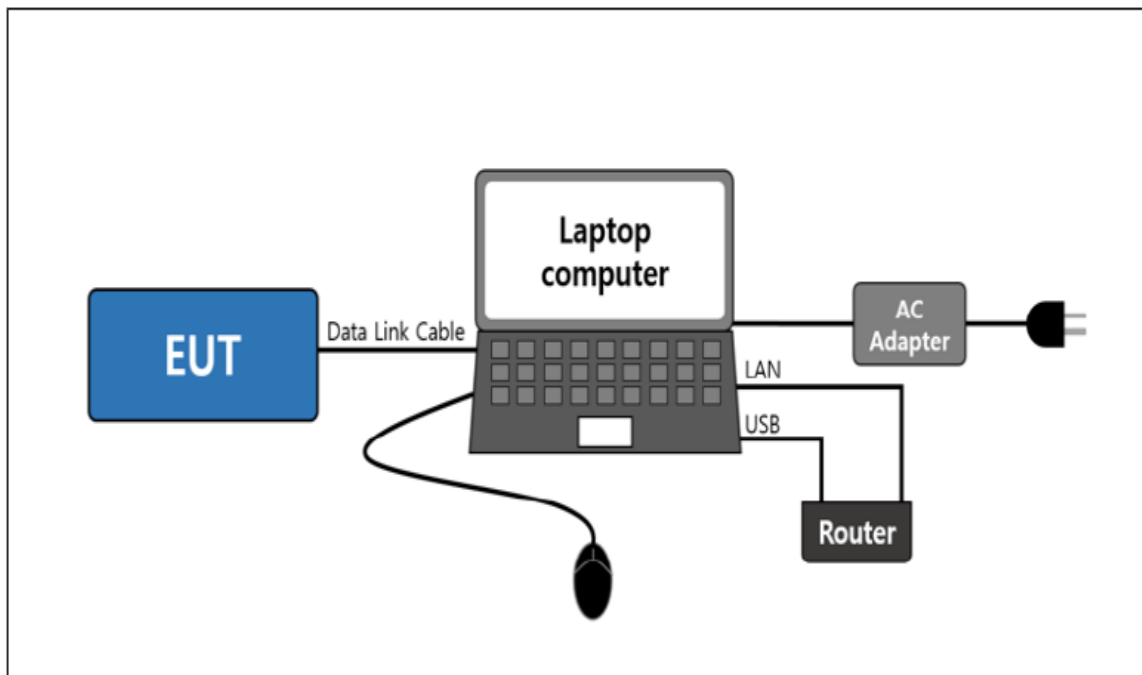 Laptop
computer
EUT
Data Link Cable
AC
Adapter
LAN
USB
Router